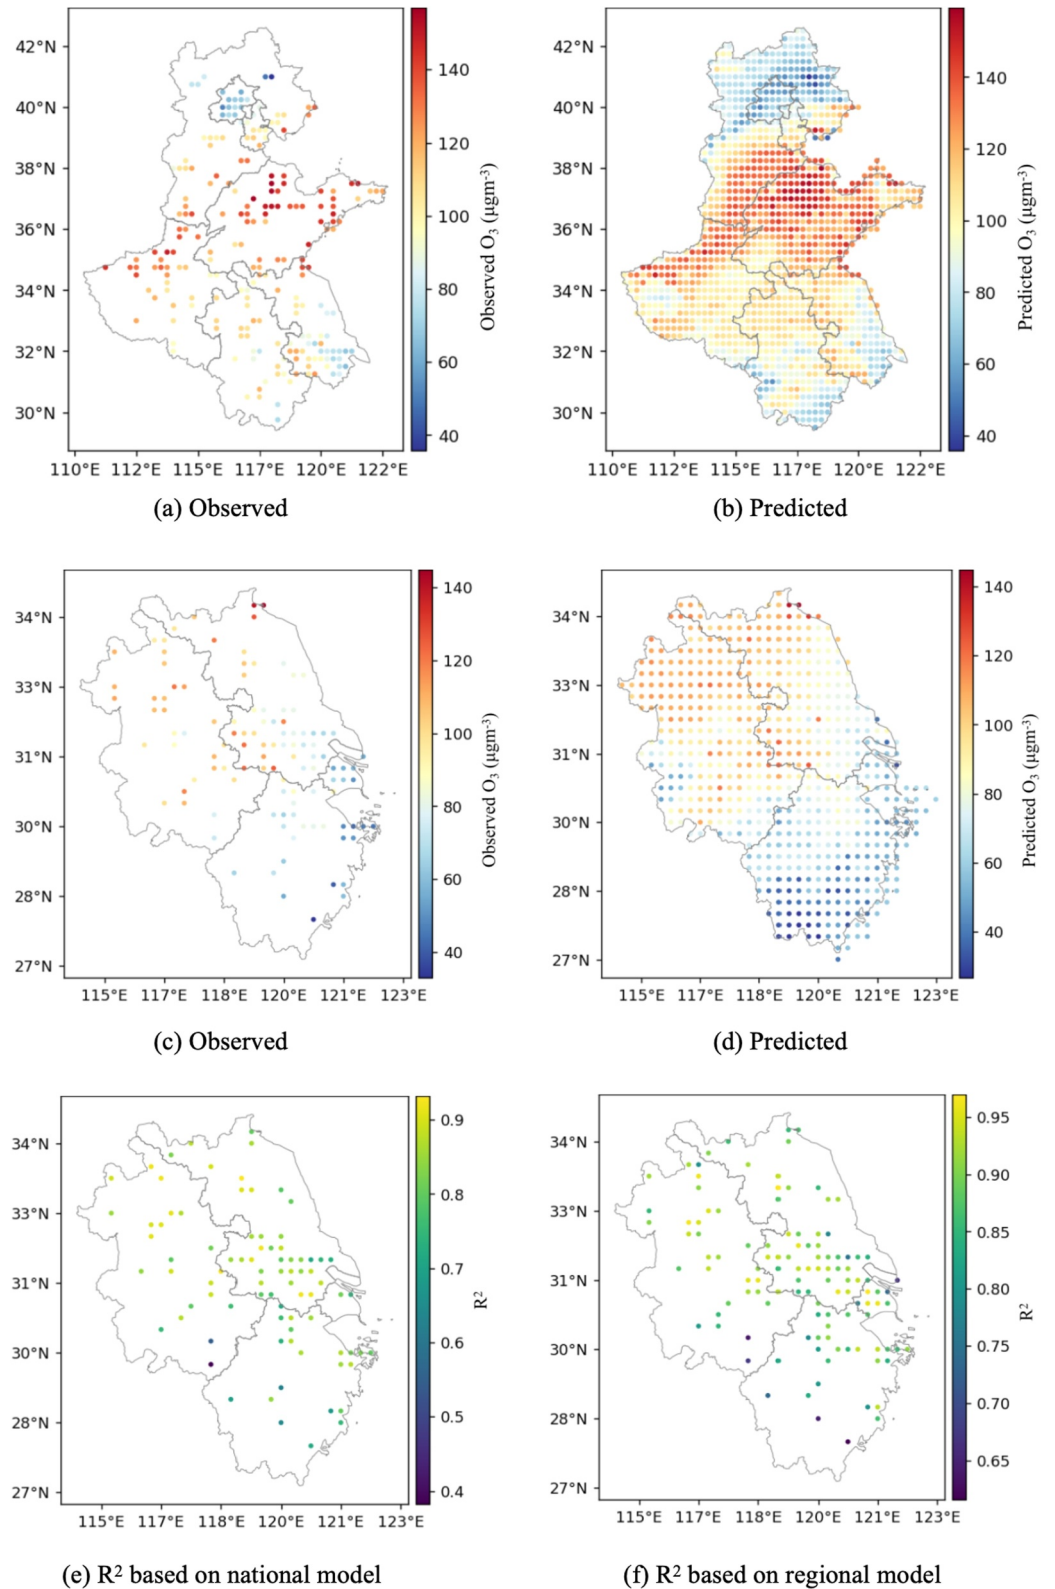 42°N
40°N
38°N
36°N
34°N
32°N
30°N
110°E 112°E 115°E 117°E 120°E 122°E
140
120
100
80
60
40
Observed O3 (µgm-3)
(a) Observed
42°N
40°N
38°N
36°N
34°N
32°N
30°N
110°E 112°E 115°E 117°E 120°E 122°E
140
120
100
80
60
40
Predicted O3 (µgm-3)
(b) Predicted
34°N
33°N
31°N
30°N
28°N
27°N
115°E 117°E 118°E 120°E 121°E 123°E
140
120
100
80
60
40
Observed O3 (µgm-3)
(c) Observed
34°N
33°N
31°N
30°N
28°N
27°N
115°E 117°E 118°E 120°E 121°E 123°E
140
120
100
80
60
40
Predicted O3 (µgm-3)
(d) Predicted
34°N
33°N
31°N
30°N
28°N
27°N
115°E 117°E 118°E 120°E 121°E 123°E
0.9
0.8
0.7
0.6
0.5
0.4
R2
(e) R2 based on national model
34°N
33°N
31°N
30°N
28°N
27°N
115°E 117°E 118°E 120°E 121°E 123°E
0.95
0.90
0.85
0.80
0.75
0.70
0.65
R2
(f) R2 based on regional model